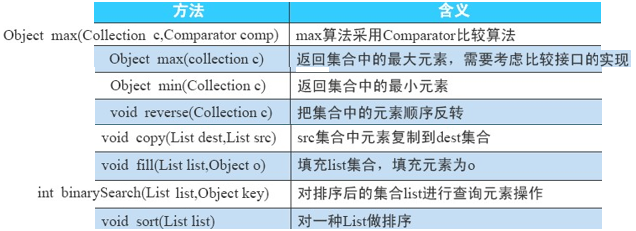 方法 含义
Object max(Collection c,Comparator comp) max算法采用Comparator比较算法
Object max(collection c) 返回集合中的最大元素，需要考虑比较接口的实现
Object min(Collection c) 返回集合中的最小元素
void reverse(Collection c) 把集合中的元素顺序反转
void copy(List dest,List src) src集合中元素复制到dest集合
void fill(List list,Object o) 填充list集合，填充元素为o
int binarySearch(List list,Object key) 对排序后的集合list进行查询元素操作
void sort(List list) 对一种List做排序